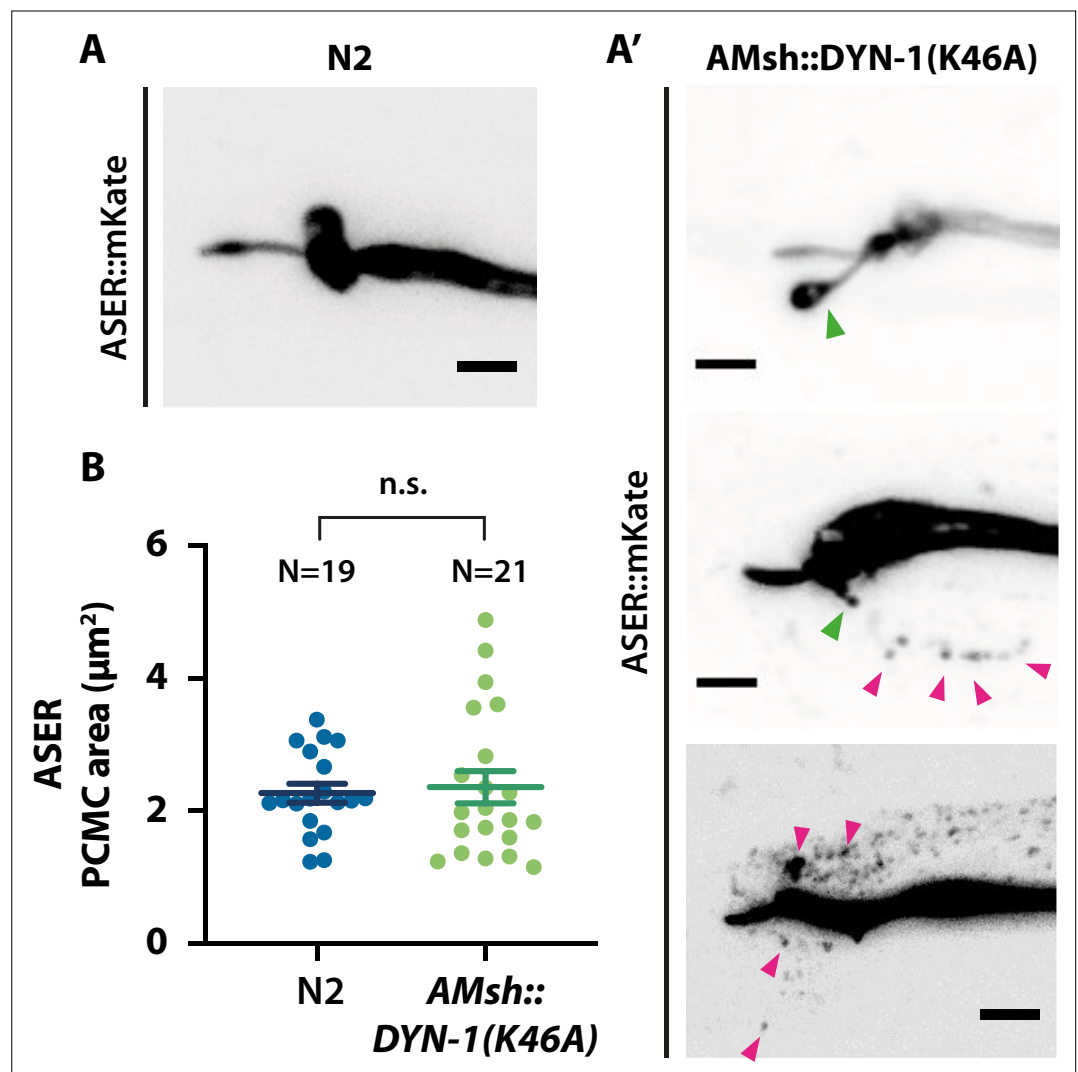 A
N2
ASER::mKate
A′
AMsh::DYN-1(K46A)
ASER::mKate
B
n.s.
N=19
N=21
6
4
2
0
ASER
PCMC area (µm²)
N2
AMsh::
DYN-1(K46A)